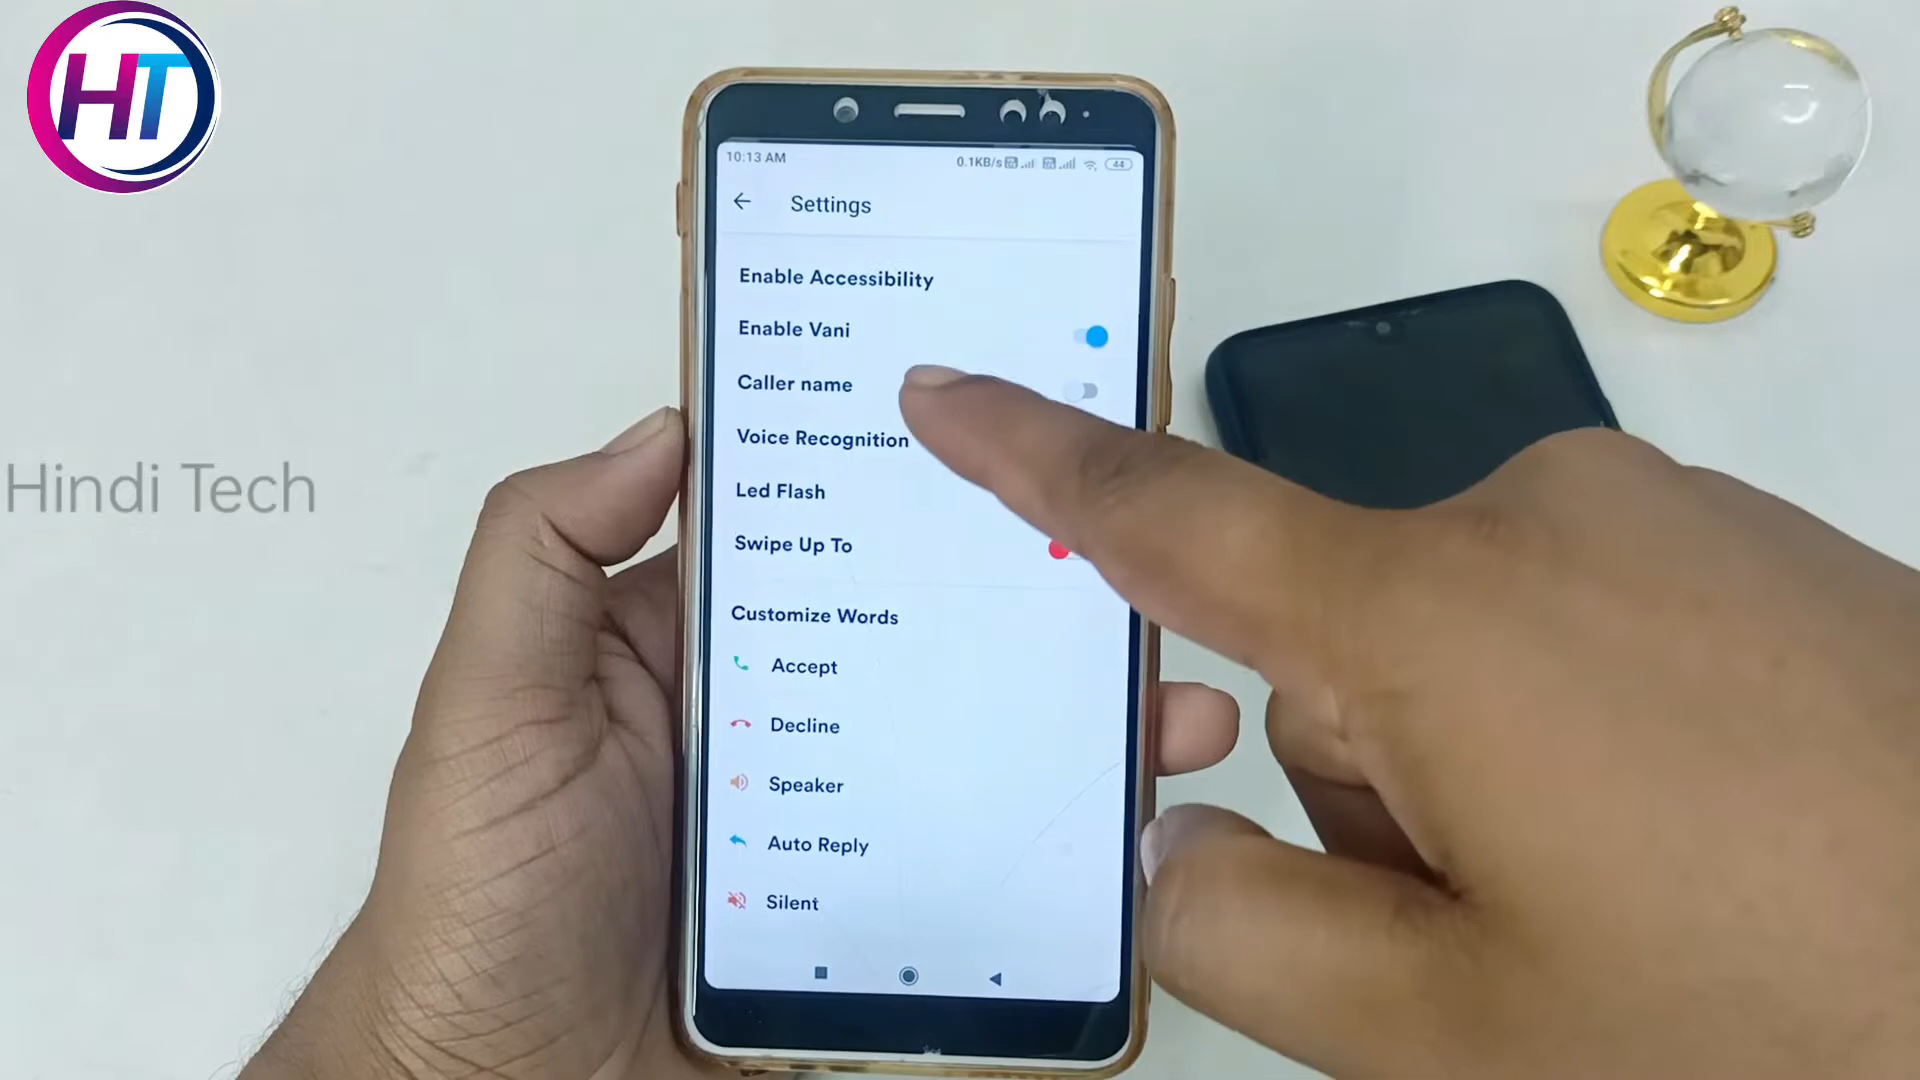 HT
10:13 AM 0.1KB/s 44
Settings
Enable Accessibility
Enable Vani
Caller name
Voice Recognition
Led Flash
Swipe Up To
Hindi Tech
Customize Words
Accept
Decline
Speaker
Auto Reply
Silent